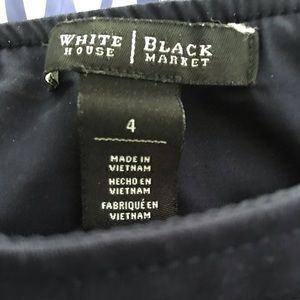 WHITE HOUSE | BLACK MARKET
4
MADE IN
VIETNAM
HECHO EN
VIETNAM
FABRIQUÉ EN
VIETNAM